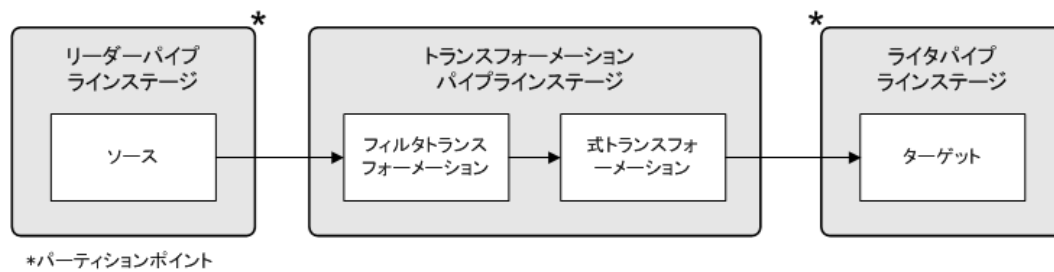 *
*
リーダーパイプ
ラインステージ
トランスフォーメーション
パイプラインステージ
ライタパイプ
ラインステージ
ソース
フィルタトランス
フォーメーション
式トランスフォ
ーメーション
ターゲット
*パーティションポイント